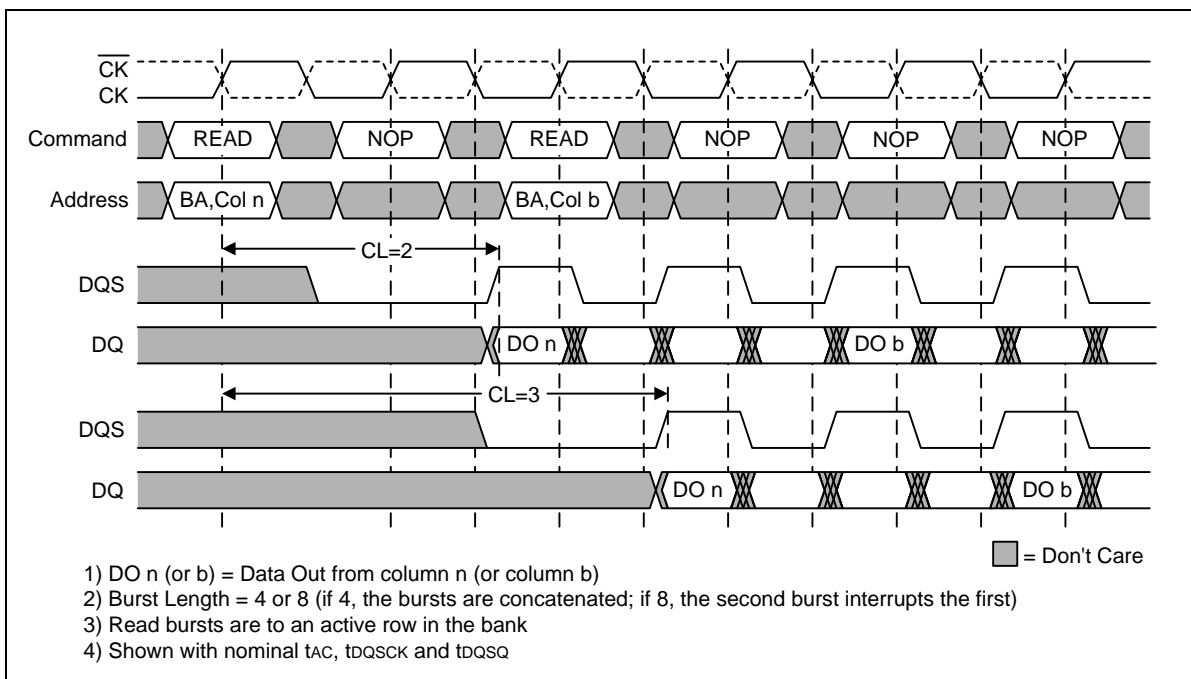 CK
CK
Command READ NOP READ NOP NOP NOP
Address BA,Col n BA,Col b
CL=2
DQS
DQ DO n DO b
CL=3
DQS
DQ DO n DO b
= Don't Care
1) DO n (or b) = Data Out from column n (or column b)
2) Burst Length = 4 or 8 (if 4, the bursts are concatenated; if 8, the second burst interrupts the first)
3) Read bursts are to an active row in the bank
4) Shown with nominal tAC, tDQSCK and tDQSQ